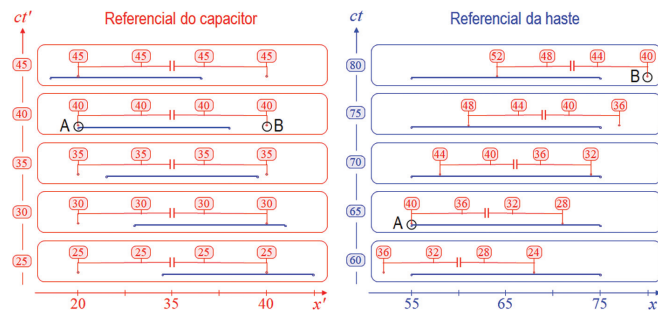 Referencial do capacitor
ct'
45 45 45 45 45
40 40 40 40 40
A B
35 35 35 35 35
30 30 30 30 30
25 25 25 25 25
20 35 40 x'
Referencial da haste
ct
80 52 48 44 40
B
75 48 44 40 36
70 44 40 36 32
65 40 36 32 28
A
60 36 32 28 24
55 65 75 x